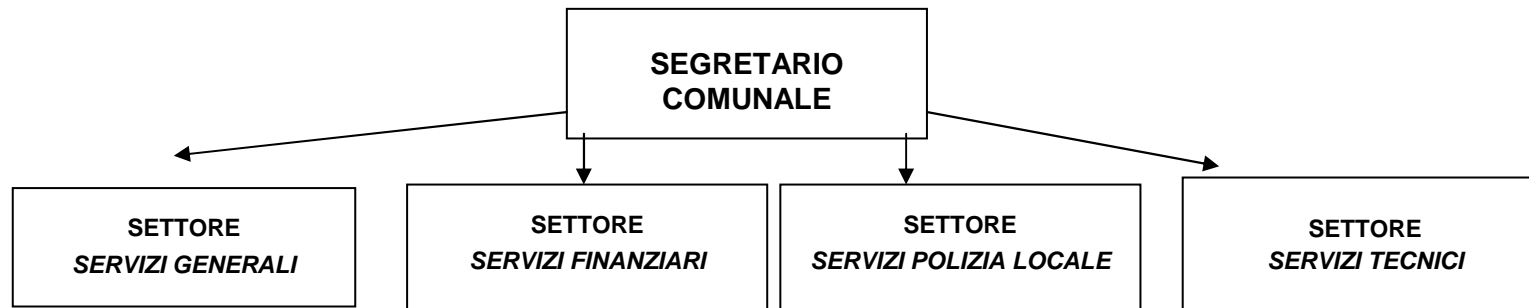 SEGRETARIO
COMUNALE
SETTORE
SERVIZI GENERALI
SETTORE
SERVIZI FINANZIARI
SETTORE
SERVIZI POLIZIA LOCALE
SETTORE
SERVIZI TECNICI